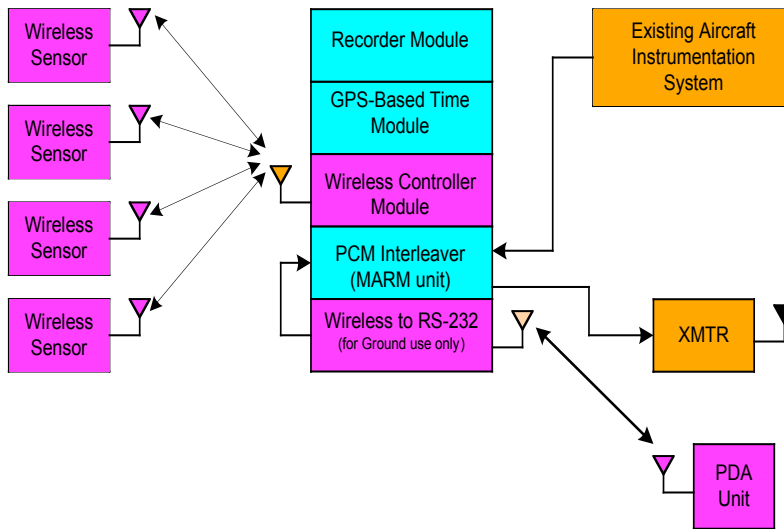 Wireless
Sensor
Wireless
Sensor
Wireless
Sensor
Wireless
Sensor
Recorder Module
GPS-Based Time
Module
Wireless Controller
Module
PCM Interleaver
(MARM unit)
Wireless to RS-232
(for Ground use only)
Existing Aircraft
Instrumentation
System
XMTR
PDA
Unit